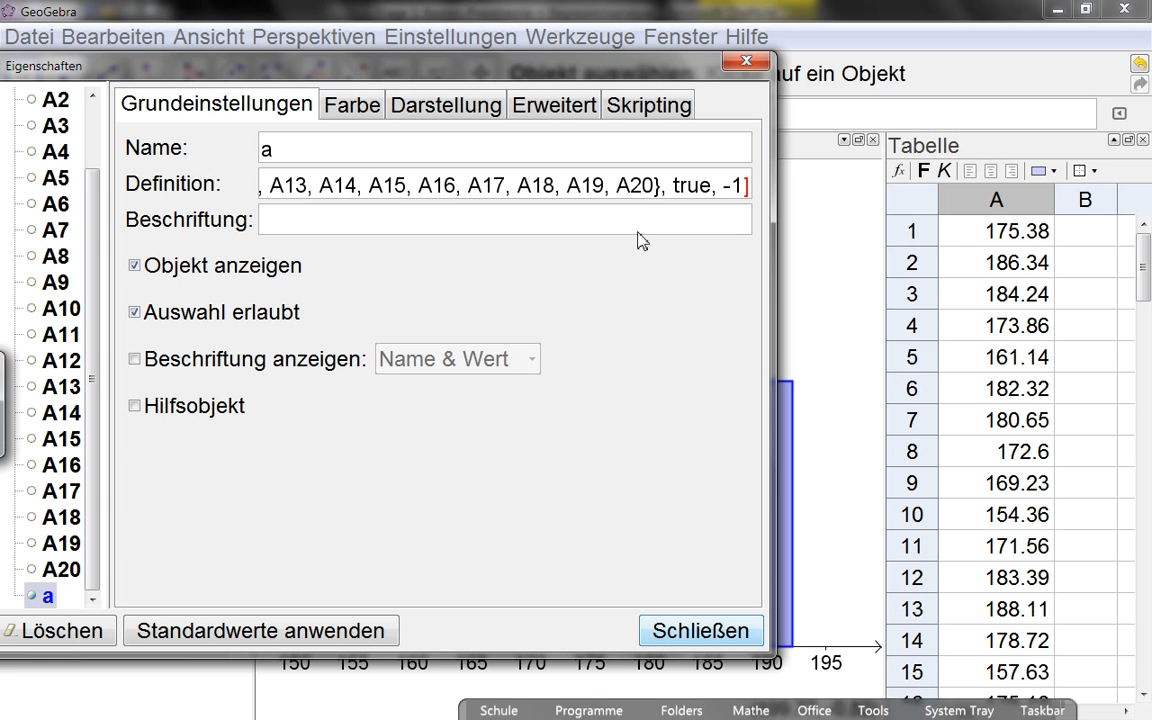 GeoGebra
Datei Bearbeiten Ansicht Perspektiven Einstellungen Werkzeuge Fenster Hilfe
Eigenschaften
Objekt auswählen
auf ein Objekt
Grundeinstellungen Farbe Darstellung Erweitert Skripting
Name: a
Definition: , A13, A14, A15, A16, A17, A18, A19, A20}, true, -1]
Beschriftung:
Objekt anzeigen
Auswahl erlaubt
Beschriftung anzeigen: Name & Wert
Hilfsobjekt
A2
A3
A4
A5
A6
A7
A8
A9
A10
A11
A12
A13
A14
A15
A16
A17
A18
A19
A20
a
Löschen Standardwerte anwenden Schließen
150 155 160 165 170 175 180 185 190 195
Tabelle
fx F K
A B
1 175.38
2 186.34
3 184.24
4 173.86
5 161.14
6 182.32
7 180.65
8 172.6
9 169.23
10 154.36
11 171.56
12 183.39
13 188.11
14 178.72
15 157.63
Schule Programme Folders Mathe Office Tools System Tray Taskbar